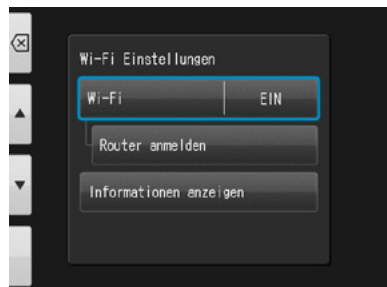 Wi-Fi Einstellungen
Wi-Fi EIN
Router anmelden
Informationen anzeigen